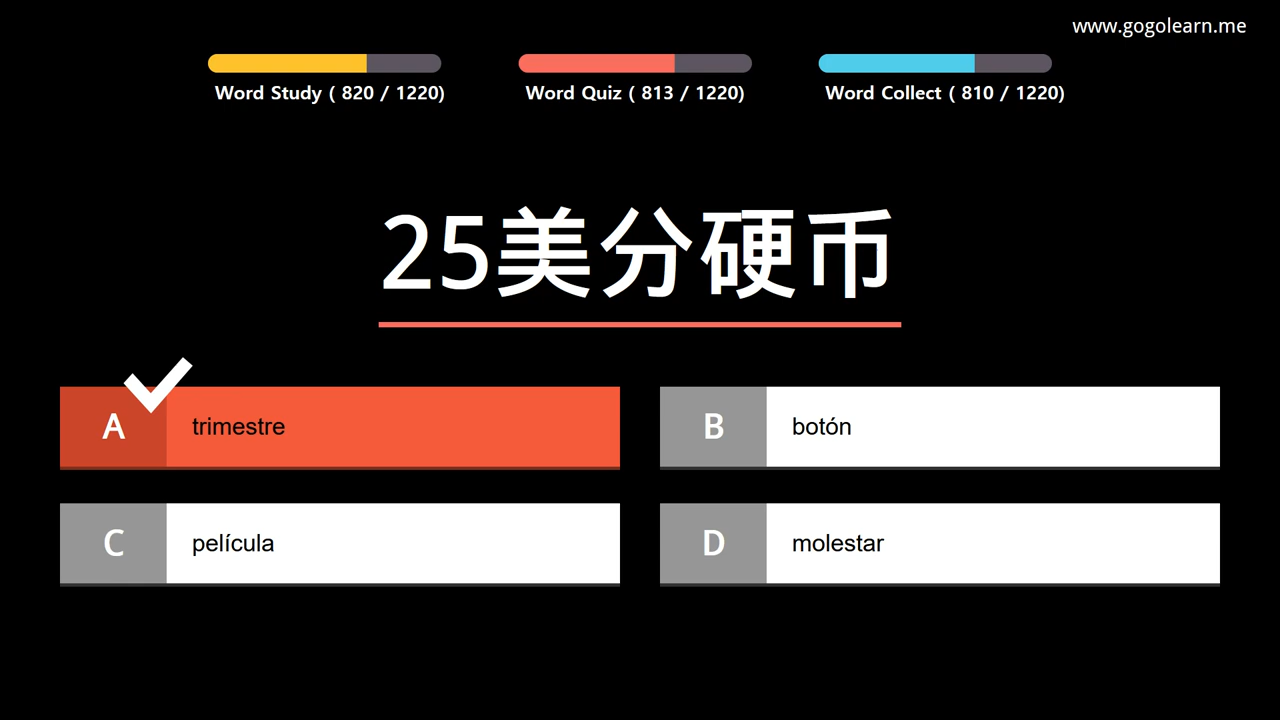 www.gogolearn.me
Word Study ( 820 / 1220)
Word Quiz ( 813 / 1220)
Word Collect ( 810 / 1220)
25美分硬币
A trimestre
B botón
C película
D molestar